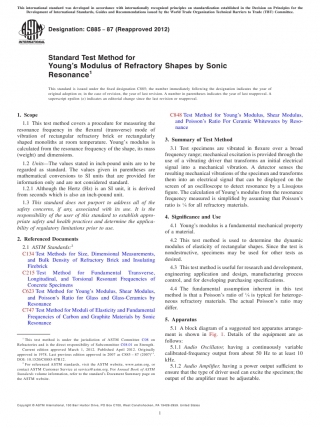 This international standard was developed in accordance with internationally recognized principles on standardization established in the Decision on Principles for the
Development of International Standards, Guides and Recommendations issued by the World Trade Organization Technical Barriers to Trade (TBT) Committee.
Designation: C885 − 87 (Reapproved 2012)
Standard Test Method for
Young's Modulus of Refractory Shapes by Sonic
Resonance1
This standard is issued under the fixed designation C885; the number immediately following the designation indicates the year of
original adoption or, in the case of revision, the year of last revision. A number in parentheses indicates the year of last reapproval. A
superscript epsilon (´) indicates an editorial change since the last revision or reapproval.
1. Scope
1.1 This test method covers a procedure for measuring the
resonance frequency in the flexural (transverse) mode of
vibration of rectangular refractory brick or rectangularly
shaped monoliths at room temperature. Young's modulus is
calculated from the resonance frequency of the shape, its mass
(weight) and dimensions.
1.2 Units—The values stated in inch-pound units are to be
regarded as standard. The values given in parentheses are
mathematical conversions to SI units that are provided for
information only and are not considered standard.
1.2.1 Although the Hertz (Hz) is an SI unit, it is derived
from seconds which is also an inch-pound unit.
1.3 This standard does not purport to address all of the
safety concerns, if any, associated with its use. It is the
responsibility of the user of this standard to establish appro-
priate safety and health practices and determine the applica-
bility of regulatory limitations prior to use.
2. Referenced Documents
2.1 ASTM Standards:2
C134 Test Methods for Size, Dimensional Measurements,
and Bulk Density of Refractory Brick and Insulating
Firebrick
C215 Test Method for Fundamental Transverse,
Longitudinal, and Torsional Resonant Frequencies of
Concrete Specimens
C623 Test Method for Young's Modulus, Shear Modulus,
and Poisson's Ratio for Glass and Glass-Ceramics by
Resonance
C747 Test Method for Moduli of Elasticity and Fundamental
Frequencies of Carbon and Graphite Materials by Sonic
Resonance
1 This test method is under the jurisdiction of ASTM Committee C08 on
Refractories and is the direct responsibility of Subcommittee C08.01 on Strength.
Current edition approved March 1, 2012. Published April 2012. Originally
approved in 1978. Last previous edition approved in 2007 as C885 – 87 (2007)ε1.
DOI: 10.1520/C0885-87R12.
2 For referenced ASTM standards, visit the ASTM website, www.astm.org, or
contact ASTM Customer Service at service@astm.org. For Annual Book of ASTM
Standards volume information, refer to the standard's Document Summary page on
the ASTM website.
C848 Test Method for Young's Modulus, Shear Modulus,
and Poisson's Ratio For Ceramic Whitewares by Reso-
nance
3. Summary of Test Method
3.1 Test specimens are vibrated in flexure over a broad
frequency range; mechanical excitation is provided through the
use of a vibrating driver that transforms an initial electrical
signal into a mechanical vibration. A detector senses the
resulting mechanical vibrations of the specimen and transforms
them into an electrical signal that can be displayed on the
screen of an oscilloscope to detect resonance by a Lissajous
figure. The calculation of Young's modulus from the resonance
frequency measured is simplified by assuming that Poisson's
ratio is 1⁄6 for all refractory materials.
4. Significance and Use
4.1 Young's modulus is a fundamental mechanical property
of a material.
4.2 This test method is used to determine the dynamic
modulus of elasticity of rectangular shapes. Since the test is
nondestructive, specimens may be used for other tests as
desired.
4.3 This test method is useful for research and development,
engineering application and design, manufacturing process
control, and for developing purchasing specifications.
4.4 The fundamental assumption inherent in this test
method is that a Poisson's ratio of 1⁄6 is typical for heteroge-
neous refractory materials. The actual Poisson's ratio may
differ.
5. Apparatus
5.1 A block diagram of a suggested test apparatus arrange-
ment is shown in Fig. 1. Details of the equipment are as
follows:
5.1.1 Audio Oscillator, having a continuously variable
calibrated-frequency output from about 50 Hz to at least 10
kHz.
5.1.2 Audio Amplifier, having a power output sufficient to
ensure that the type of driver used can excite the specimen; the
output of the amplifier must be adjustable.
Copyright © ASTM International, 100 Barr Harbor Drive, PO Box C700, West Conshohocken, PA 19428-2959. United States
1